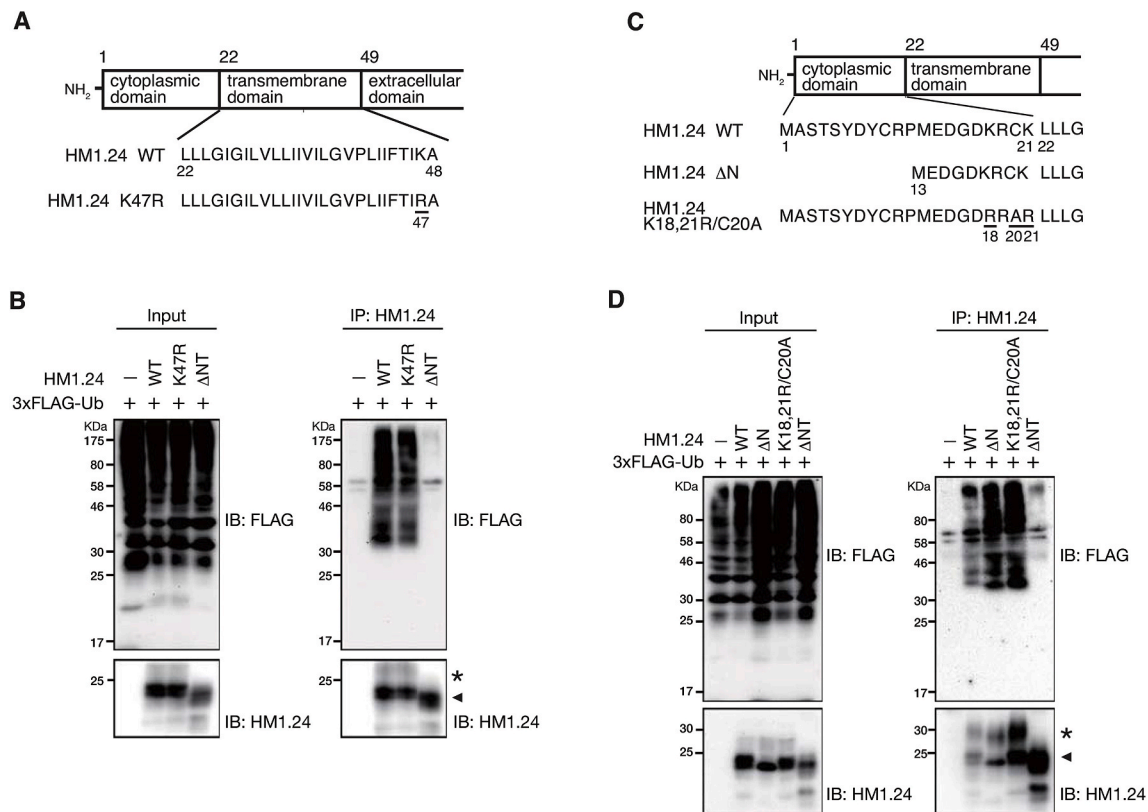 A
1 22 49
NH2
cytoplasmic domain
transmembrane domain
extracellular domain
HM1.24 WT LLLGIGILVLLIIVILGVPLIIFTIKA
22 48
HM1.24 K47R LLLGIGILVLLIIVILGVPLIIFTIRA
47
C
1 22 49
NH2
cytoplasmic domain
transmembrane domain
HM1.24 WT MASTSYDYCRPMEDGDKRCK LLLG
1 21 22
HM1.24 ΔN MEDGDKRCK LLLG
13
HM1.24
K18,21R/C20A MASTSYDYCRPMEDGDRRAR LLLG
18 20 21
B
Input IP: HM1.24
HM1.24 – WT K47R ΔNT – WT K47R ΔNT
3xFLAG-Ub + + + + + + + +
KDa KDa
175 175
80 80
58 58
46 46
IB: FLAG IB: FLAG
30 30
25 25
17 17
25 25 *
◄
IB: HM1.24 IB: HM1.24
D
Input IP: HM1.24
HM1.24 – WT ΔN K18,21R/C20A ΔNT – WT ΔN K18,21R/C20A ΔNT
3xFLAG-Ub + + + + + + + + + +
KDa KDa
80 80
58 58
46 46
IB: FLAG IB: FLAG
30 30
25 25
17 17
30 30 *
25 25 ◄
IB: HM1.24 IB: HM1.24